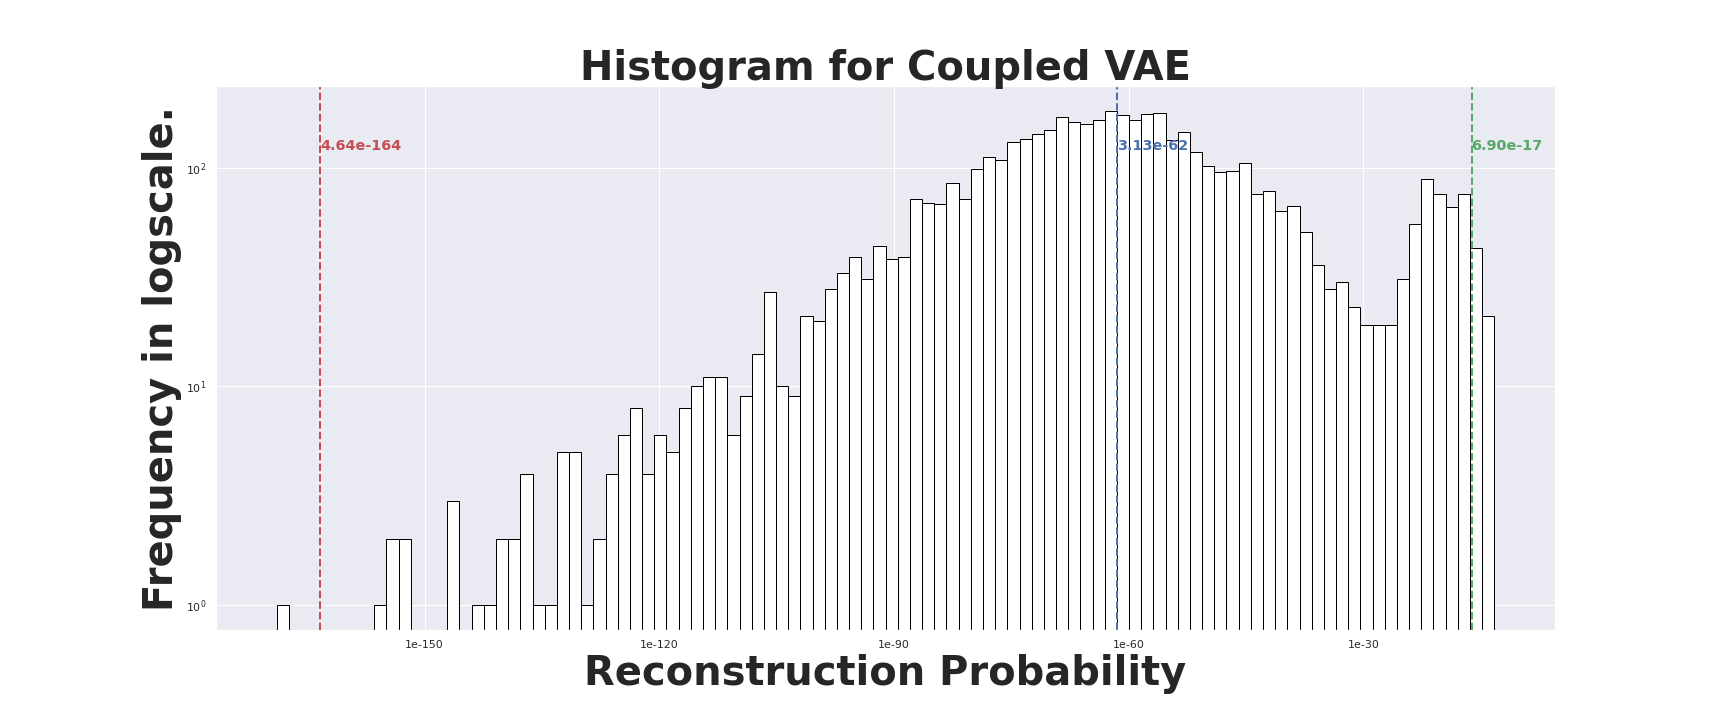 Histogram for Coupled VAE
4.64e-164
3.13e-62
6.90e-17
Frequency in logscale.
10²
10¹
10⁰
1e-150
1e-120
1e-90
1e-60
1e-30
Reconstruction Probability